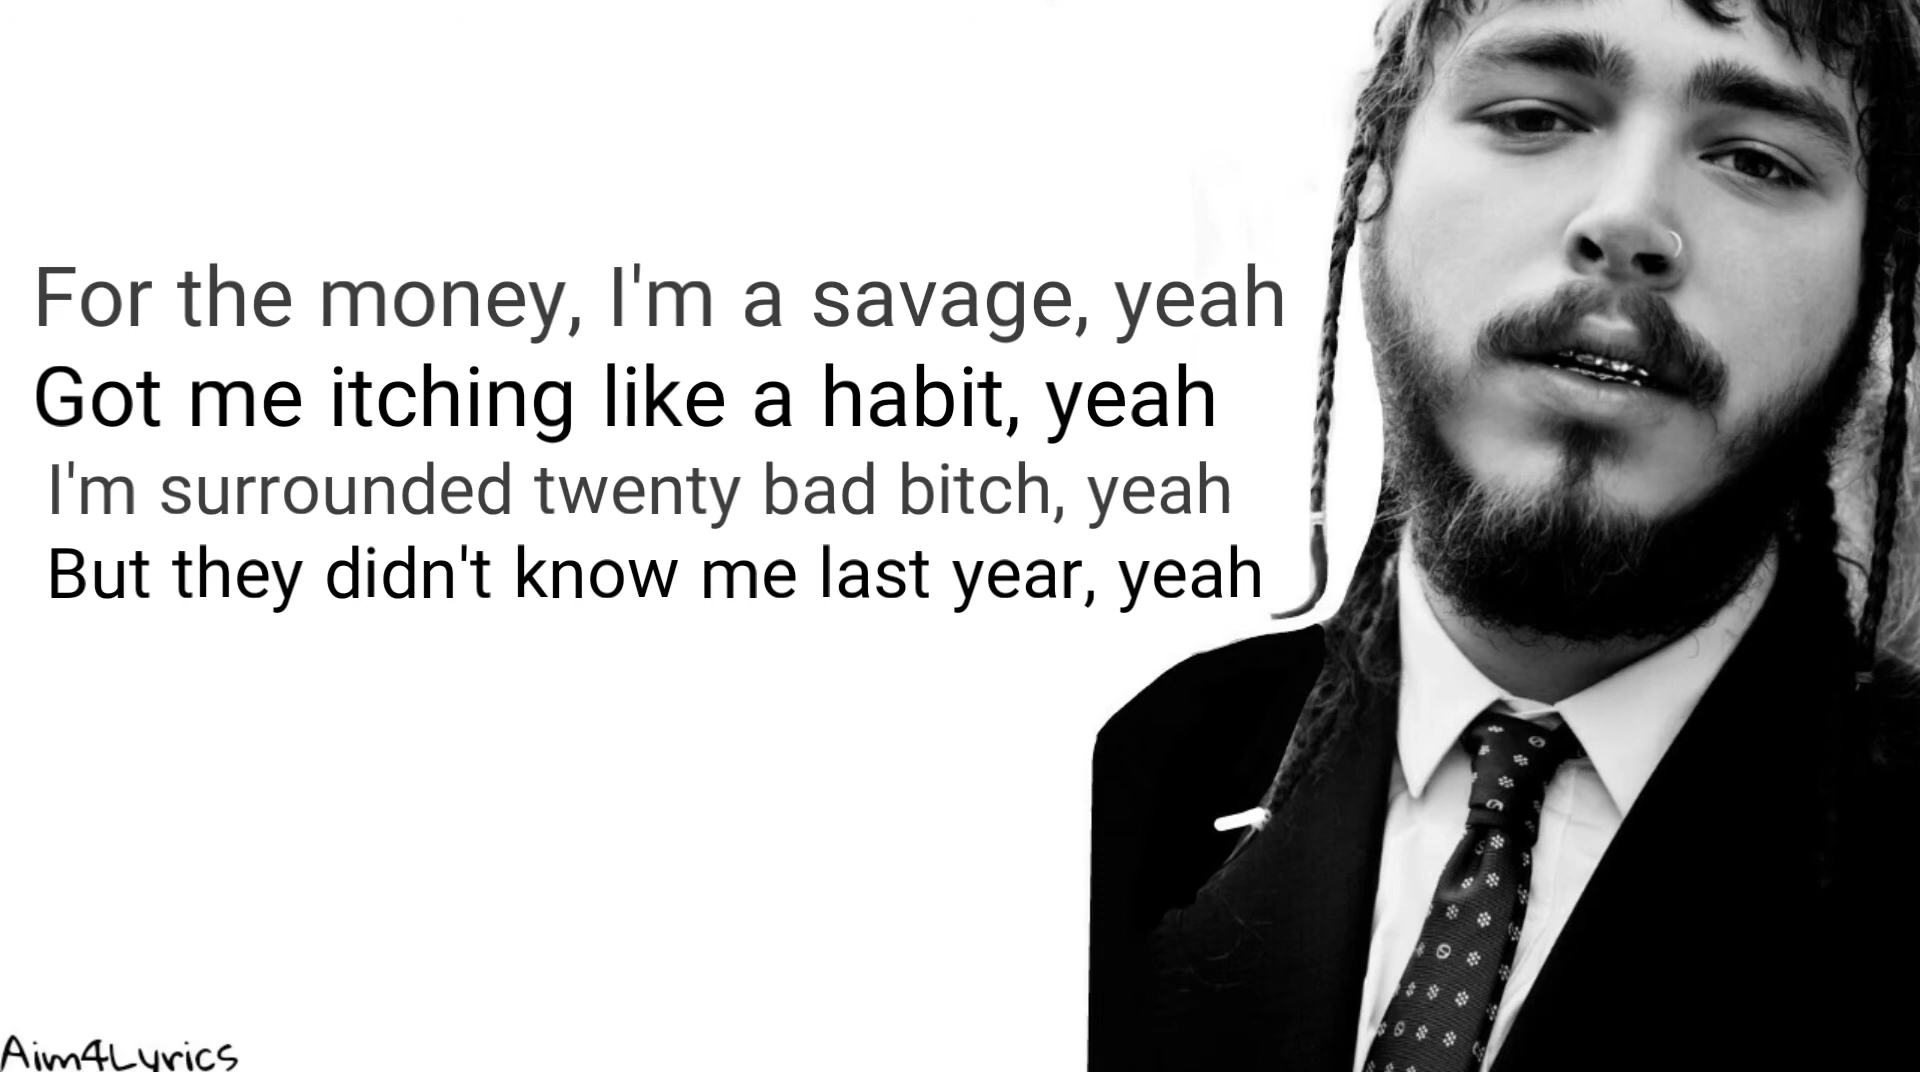 For the money, I'm a savage, yeah
Got me itching like a habit, yeah
I'm surrounded twenty bad bitch, yeah
But they didn't know me last year, yeah
Aim4Lyrics